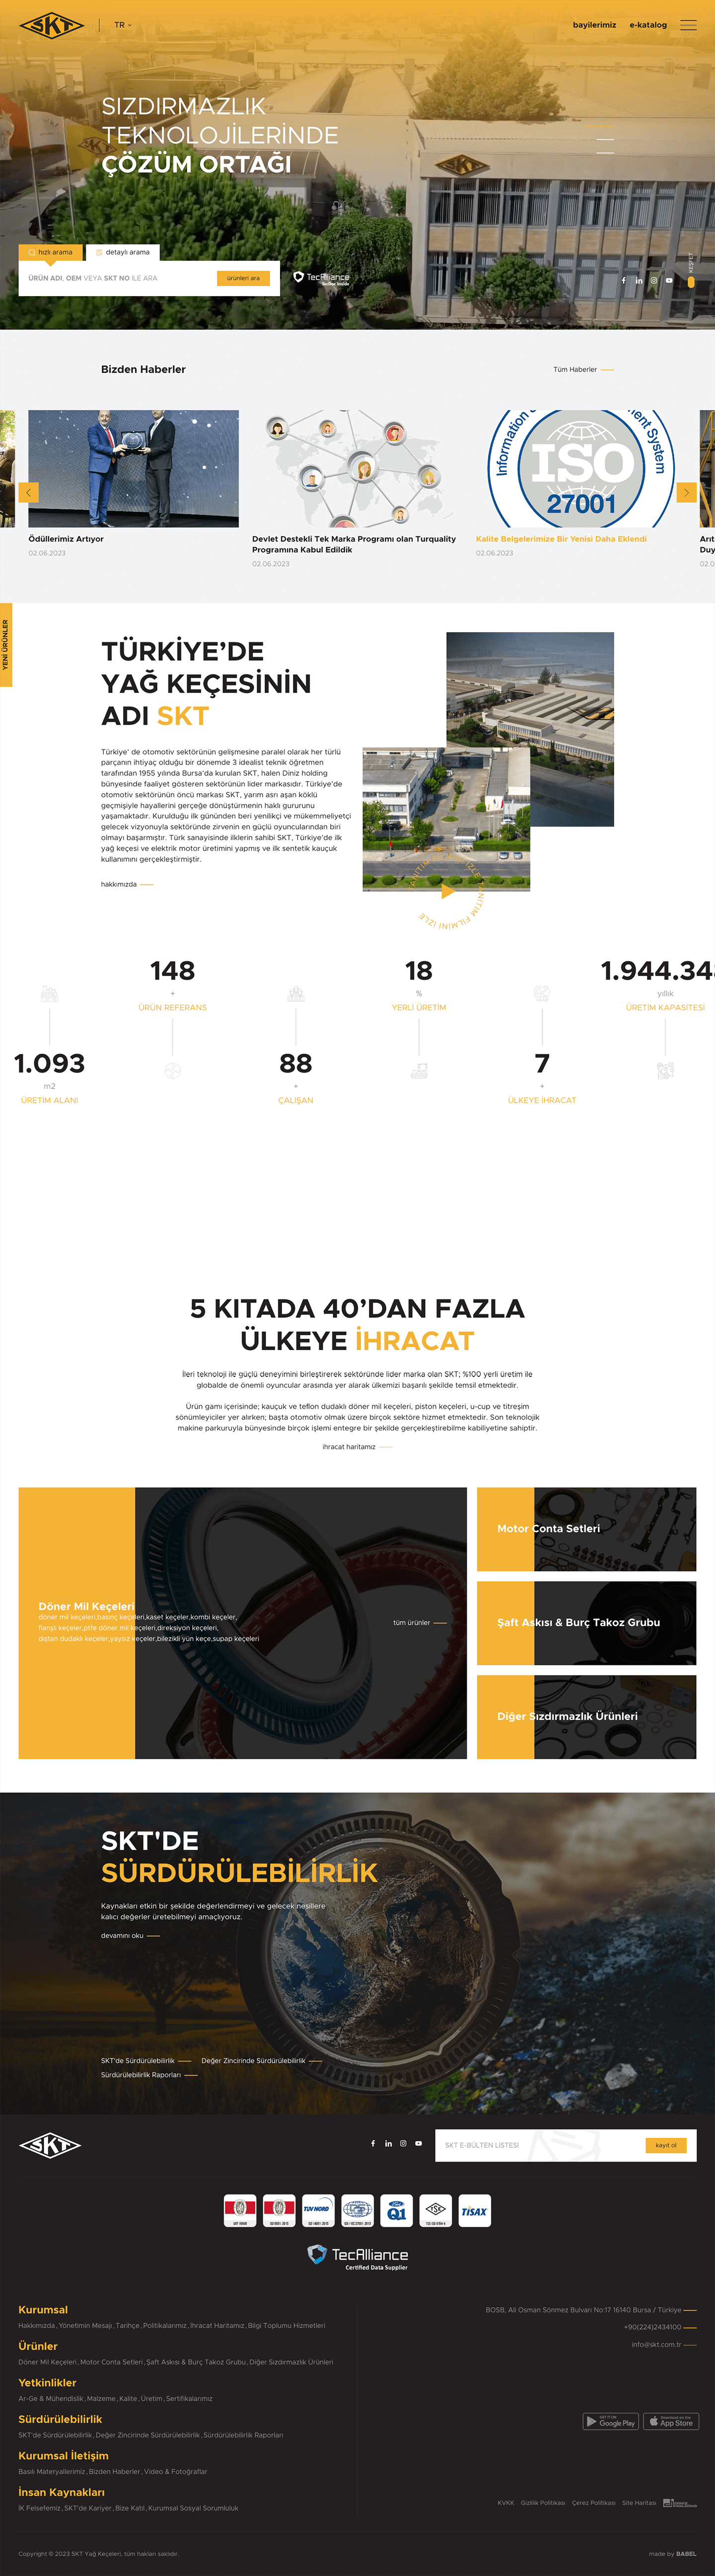 SKT
TR
bayilerimiz
e-katalog
SIZDIRMAZLIK
TEKNOLOJİLERİNDE
ÇÖZÜM ORTAĞI
SKT
hızlı arama
detaylı arama
ÜRÜN ADI, OEM VEYA SKT NO İLE ARA
ürünleri ara
TecAlliance
TecDoc Inside
KEŞFET
Bizden Haberler
Tüm Haberler
Information
ment System
ISO
27001
Ödüllerimiz Artıyor
02.06.2023
Devlet Destekli Tek Marka Programı olan Turquality
Programına Kabul Edildik
02.06.2023
Kalite Belgelerimize Bir Yenisi Daha Eklendi
02.06.2023
Arıt
Duy
02.0
YENİ ÜRÜNLER
TÜRKİYE’DE
YAĞ KEÇESİNİN
ADI SKT
Türkiye’ de otomotiv sektörünün gelişmesine paralel olarak her türlü
parçanın ihtiyaç olduğu bir dönemde 3 idealist teknik öğretmen
tarafından 1955 yılında Bursa’da kurulan SKT, halen Diniz holding
bünyesinde faaliyet gösteren sektörünün lider markasıdır. Türkiye’de
otomotiv sektörünün öncü markası SKT, yarım asrı aşan köklü
geçmişiyle hayallerini gerçeğe dönüştürmenin haklı gururunu
yaşamaktadır. Kurulduğu ilk gününden beri yenilikçi ve mükemmeliyetçi
gelecek vizyonuyla sektöründe zirvenin en güçlü oyuncularından biri
olmayı başarmıştır. Türk sanayisinde ilklerin sahibi SKT, Türkiye’de ilk
yağ keçesi ve elektrik motor üretimini yapmış ve ilk sentetik kauçuk
kullanımını gerçekleştirmiştir.
hakkımızda
TANITIM FİLMİNİ İZLE
148
+
ÜRÜN REFERANS
18
%
YERLİ ÜRETİM
1.944.343
yıllık
ÜRETİM KAPASİTESİ
1.093
m2
ÜRETİM ALANI
88
+
ÇALIŞAN
7
+
ÜLKEYE İHRACAT
5 KITADA 40’DAN FAZLA
ÜLKEYE İHRACAT
İleri teknoloji ile güçlü deneyimini birleştirerek sektöründe lider marka olan SKT; %100 yerli üretim ile
globalde de önemli oyuncular arasında yer alarak ülkemizi başarılı şekilde temsil etmektedir.
Ürün gamı içerisinde; kauçuk ve teflon dudaklı döner mil keçeleri, piston keçeleri, u-cup ve titreşim
sönümleyiciler yer alırken; başta otomotiv olmak üzere birçok sektöre hizmet etmektedir. Son teknolojik
makine parkuruyla bünyesinde birçok işlemi entegre bir şekilde gerçekleştirebilme kabiliyetine sahiptir.
ihracat haritamız
Döner Mil Keçeleri
döner mil keçeleri,basınç keçeleri,kaset keçeler,kombi keçeler,
flanşlı keçeler,ptfe döner mil keçeleri,direksiyon keçeleri,
dıştan dudaklı keçeler,yaysız keçeler,bilezikli yün keçe,supap keçeleri
tüm ürünler
Motor Conta Setleri
Şaft Askısı & Burç Takoz Grubu
Diğer Sızdırmazlık Ürünleri
SKT'DE
SÜRDÜRÜLEBİLİRLİK
Kaynakları etkin bir şekilde değerlendirmeyi ve gelecek nesillere
kalıcı değerler üretebilmeyi amaçlıyoruz.
devamını oku
SKT'de Sürdürülebilirlik
Değer Zincirinde Sürdürülebilirlik
Sürdürülebilirlik Raporları
SKT
SKT E-BÜLTEN LİSTESİ
kayıt ol
TUV NORD
Q1
TSE
TISAX
TecAlliance
Certified Data Supplier
Kurumsal
Hakkımızda, Yönetimin Mesajı, Tarihçe, Politikalarımız, İhracat Haritamız, Bilgi Toplumu Hizmetleri
Ürünler
Döner Mil Keçeleri, Motor Conta Setleri, Şaft Askısı & Burç Takoz Grubu, Diğer Sızdırmazlık Ürünleri
Yetkinlikler
Ar-Ge & Mühendislik, Malzeme, Kalite, Üretim, Sertifikalarımız
Sürdürülebilirlik
SKT'de Sürdürülebilirlik, Değer Zincirinde Sürdürülebilirlik, Sürdürülebilirlik Raporları
Kurumsal İletişim
Basılı Materyallerimiz, Bizden Haberler, Video & Fotoğraflar
İnsan Kaynakları
İK Felsefemiz, SKT'de Kariyer, Bize Katıl, Kurumsal Sosyal Sorumluluk
BOSB, Ali Osman Sönmez Bulvarı No:17 16140 Bursa / Türkiye
+90(224)2434100
info@skt.com.tr
GET IT ON
Google Play
Download on the
App Store
KVKK
Gizlilik Politikası
Çerez Politikası
Site Haritası
Copyright © 2023 SKT Yağ Keçeleri, tüm hakları saklıdır.
made by BABEL